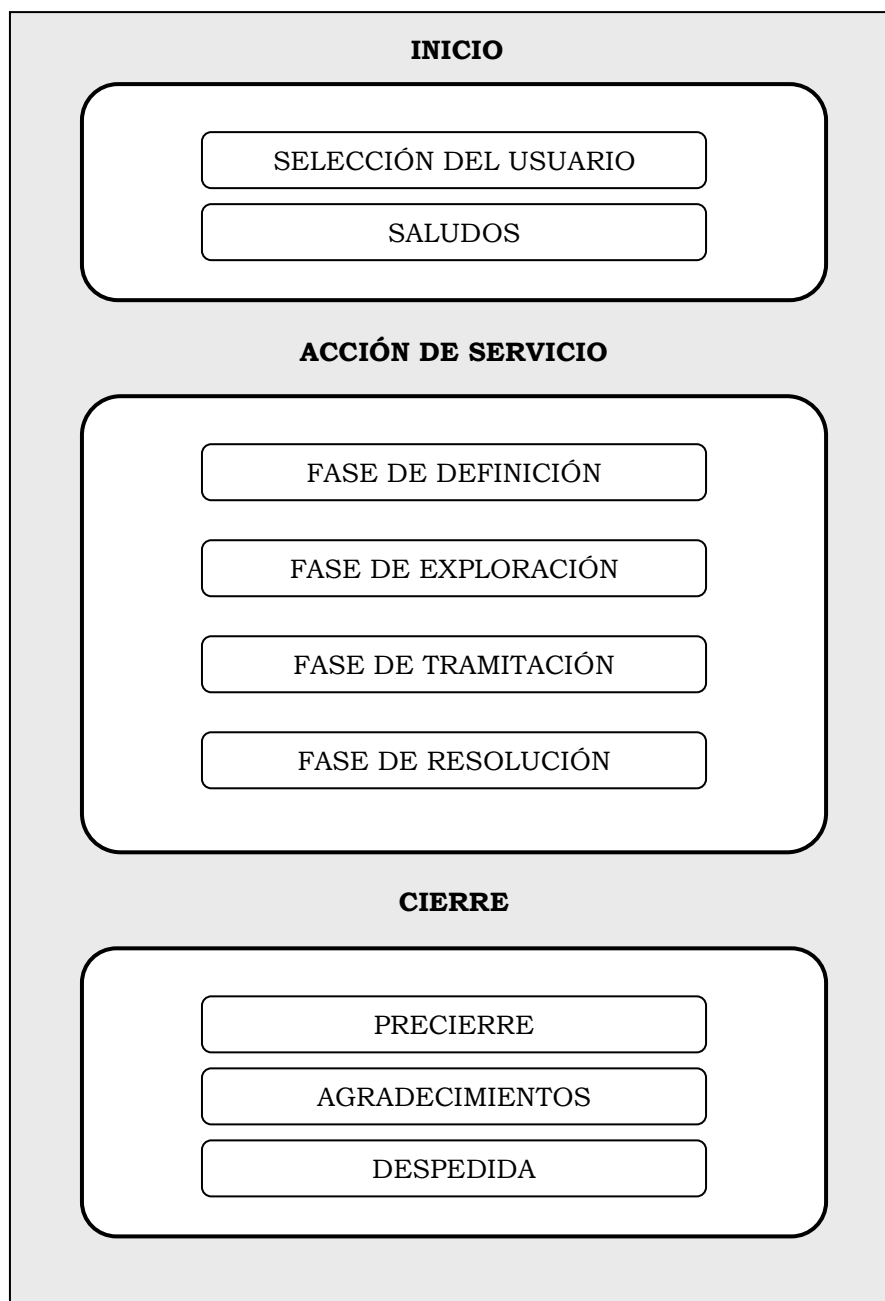 INICIO
SELECCIÓN DEL USUARIO
SALUDOS
ACCIÓN DE SERVICIO
FASE DE DEFINICIÓN
FASE DE EXPLORACIÓN
FASE DE TRAMITACIÓN
FASE DE RESOLUCIÓN
CIERRE
PRECIERRE
AGRADECIMIENTOS
DESPEDIDA